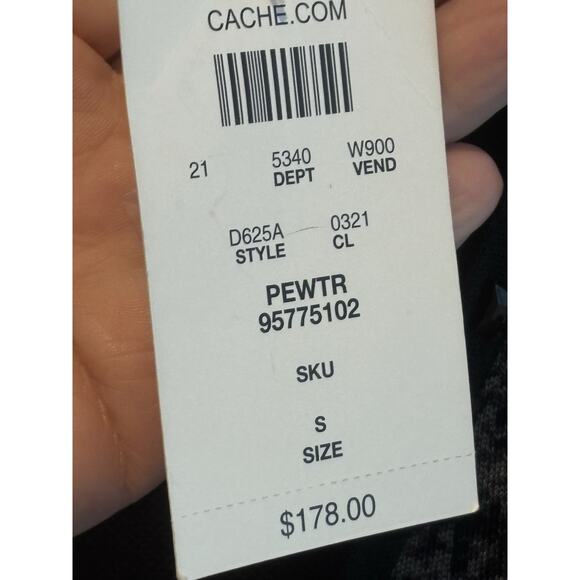 CACHE.COM
21 5340 W900
DEPT VEND
D625A 0321
STYLE CL
PEWTR
95775102
SKU
S
SIZE
$178.00